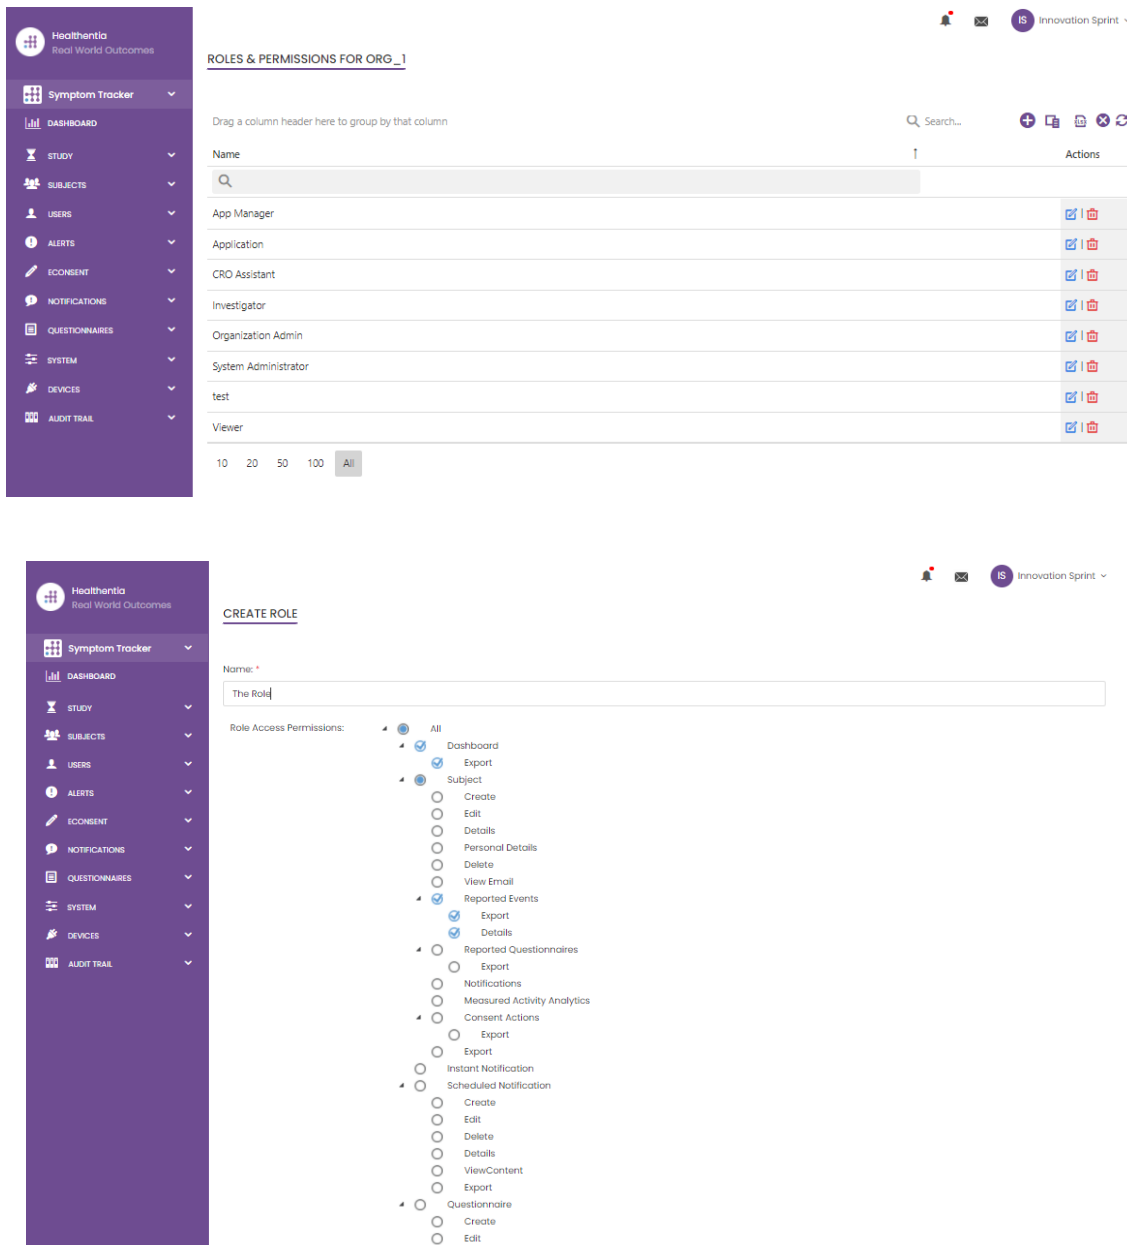 Healthentia
Real World Outcomes
IS Innovation Sprint
ROLES & PERMISSIONS FOR ORG_1
Symptom Tracker
DASHBOARD
STUDY
SUBJECTS
USERS
ALERTS
ECONSENT
NOTIFICATIONS
QUESTIONNAIRES
SYSTEM
DEVICES
AUDIT TRAIL
Drag a column header here to group by that column
Search...
Name Actions
App Manager
Application
CRO Assistant
Investigator
Organization Admin
System Administrator
test
Viewer
10 20 50 100 All
Healthentia
Real World Outcomes
IS Innovation Sprint
CREATE ROLE
Symptom Tracker
DASHBOARD
STUDY
SUBJECTS
USERS
ALERTS
ECONSENT
NOTIFICATIONS
QUESTIONNAIRES
SYSTEM
DEVICES
AUDIT TRAIL
Name: *
The Role
Role Access Permissions:
All
Dashboard
Export
Subject
Create
Edit
Details
Personal Details
Delete
View Email
Reported Events
Export
Details
Reported Questionnaires
Export
Notifications
Measured Activity Analytics
Consent Actions
Export
Export
Instant Notification
Scheduled Notification
Create
Edit
Delete
Details
ViewContent
Export
Questionnaire
Create
Edit